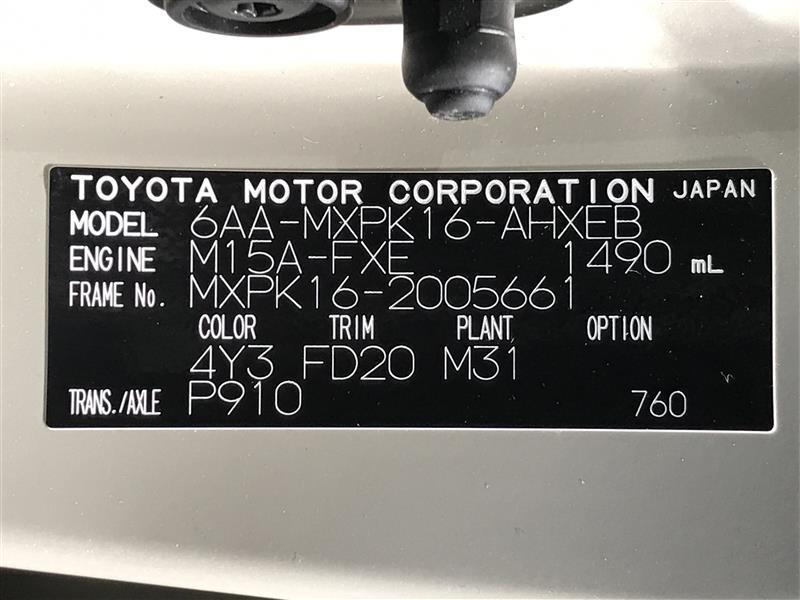 TOYOTA MOTOR CORPORATION JAPAN
MODEL 6AA-MXPK16-AHXEB
ENGINE M15A-FXE 1490 mL
FRAME No. MXPK16-2005661
COLOR TRIM PLANT OPTION
4Y3 FD20 M31
TRANS./AXLE P910 760